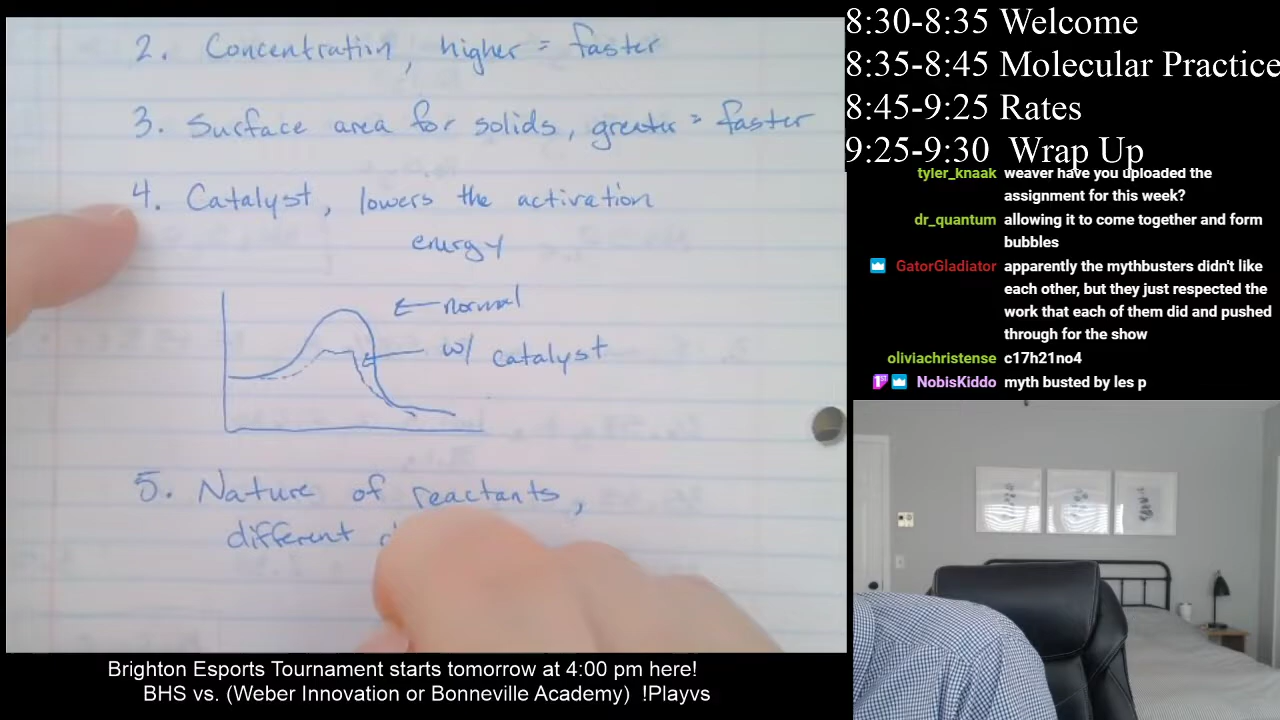 2. Concentration, higher = faster
3. Surface area for solids, greater = faster
4. Catalyst, lowers the activation
energy
normal
w/ catalyst
5. Nature of reactants,
different
8:30-8:35 Welcome
8:35-8:45 Molecular Practice
8:45-9:25 Rates
9:25-9:30 Wrap Up
tyler_knaak weaver have you uploaded the
assignment for this week?
dr_quantum allowing it to come together and form
bubbles
GatorGladiator apparently the mythbusters didn't like
each other, but they just respected the
work that each of them did and pushed
through for the show
oliviachristense c17h21no4
NobisKiddo myth busted by les p
Brighton Esports Tournament starts tomorrow at 4:00 pm here!
BHS vs. (Weber Innovation or Bonneville Academy) !Playvs